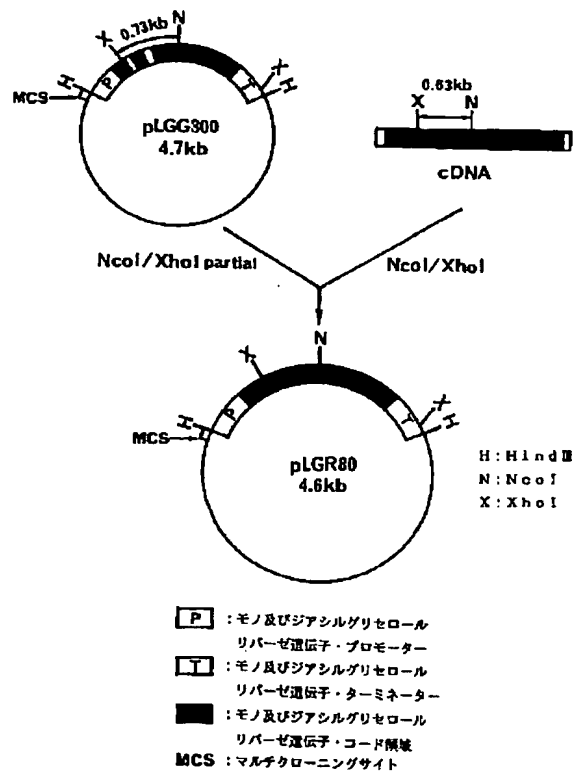 0.73kb
X
N
H
P
T
X
H
MCS
pLGG800
4.7kb
0.63kb
X
N
cDNA
NcoI/XhoI partial
NcoI/XhoI
N
X
H
P
T
X
H
MCS
pLGR80
4.6kb
H : HindⅢ
N : NcoI
X : XhoI
P : モノ及びジアシルグリセロール
リパーゼ遺伝子・プロモーター
T : モノ及びジアシルグリセロール
リパーゼ遺伝子・ターミネーター
: モノ及びジアシルグリセロール
リパーゼ遺伝子・コード領域
MCS : マルチクローニングサイト